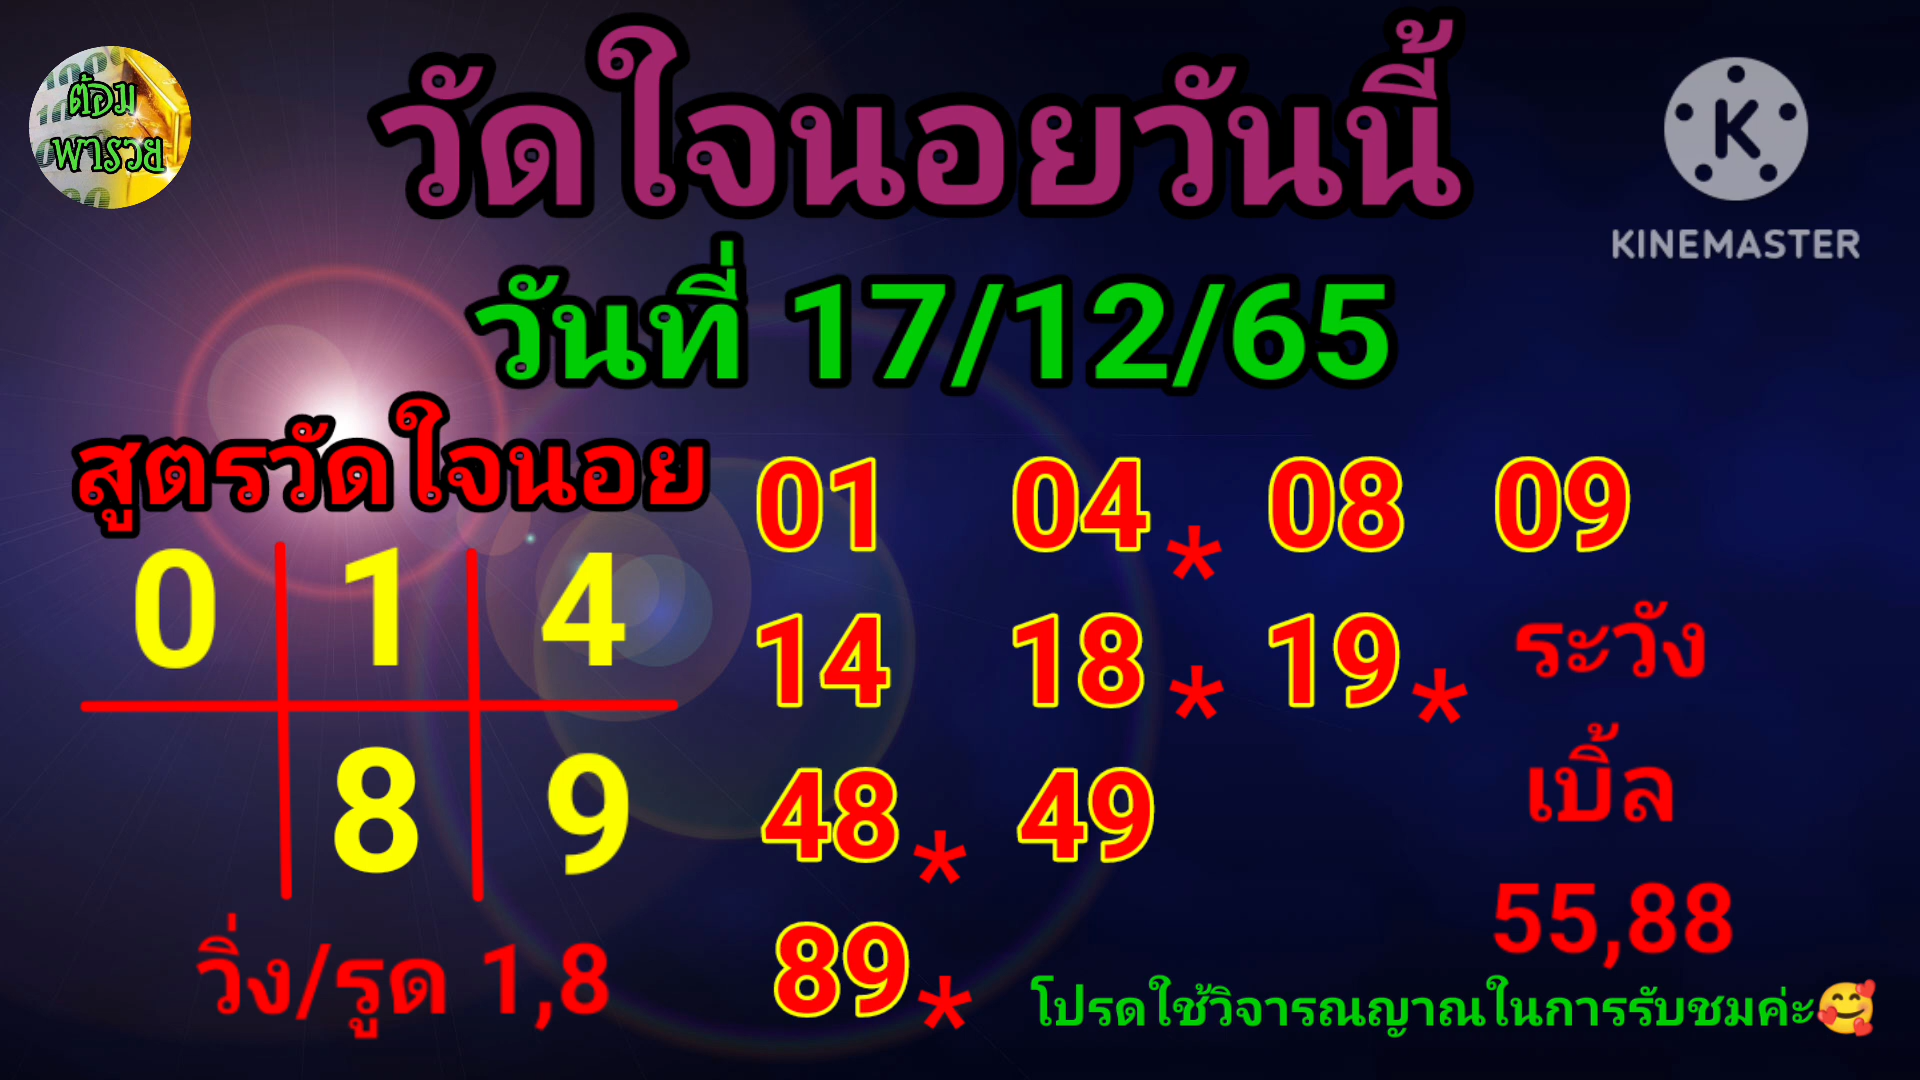 ต้อม
พารวย
วัดใจนอยวันนี้
KINEMASTER
วันที่ 17/12/65
สูตรวัดใจนอย
0 1 4
8 9
วิ่ง/รูด 1,8
01 04* 08 09
14 18* 19*
48* 49
89*
ระวัง
เบิ้ล
55,88
โปรดใช้วิจารณญาณในการรับชมค่ะ🥰